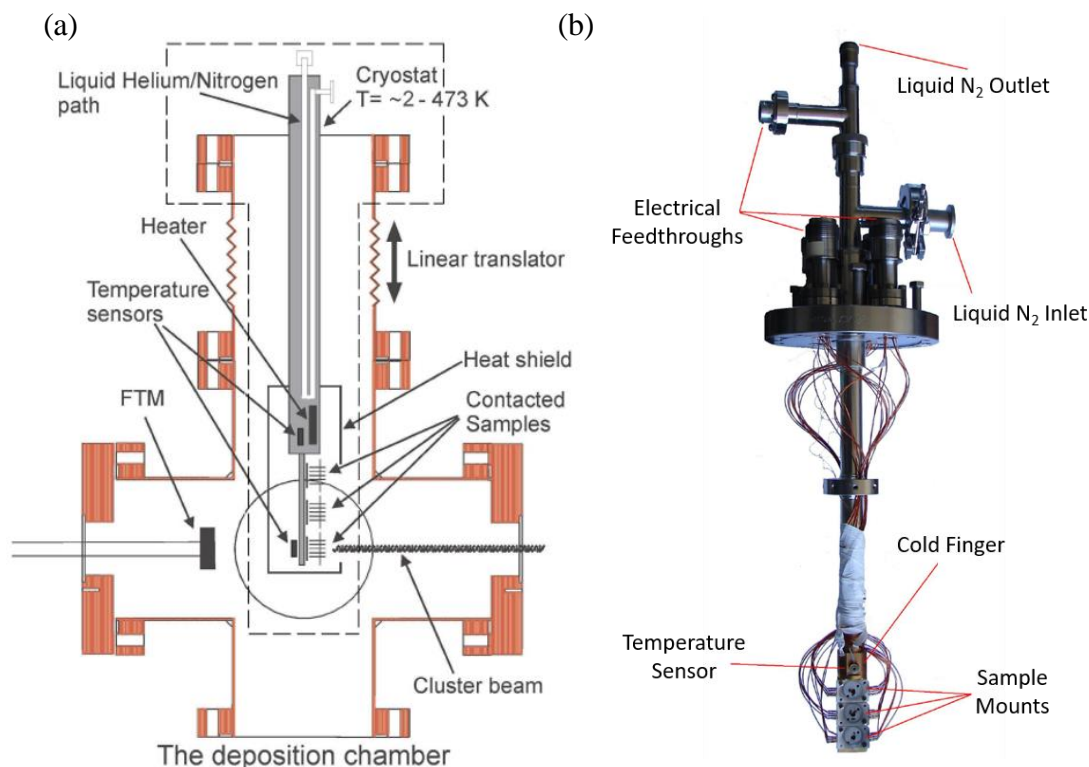 (a)
Liquid Helium/Nitrogen
path
Cryostat
T= ~2 - 473 K
Heater
Linear translator
Temperature
sensors
Heat shield
FTM
Contacted
Samples
Cluster beam
The deposition chamber
(b)
Liquid N₂ Outlet
Electrical
Feedthroughs
Liquid N₂ Inlet
Cold Finger
Temperature
Sensor
Sample
Mounts